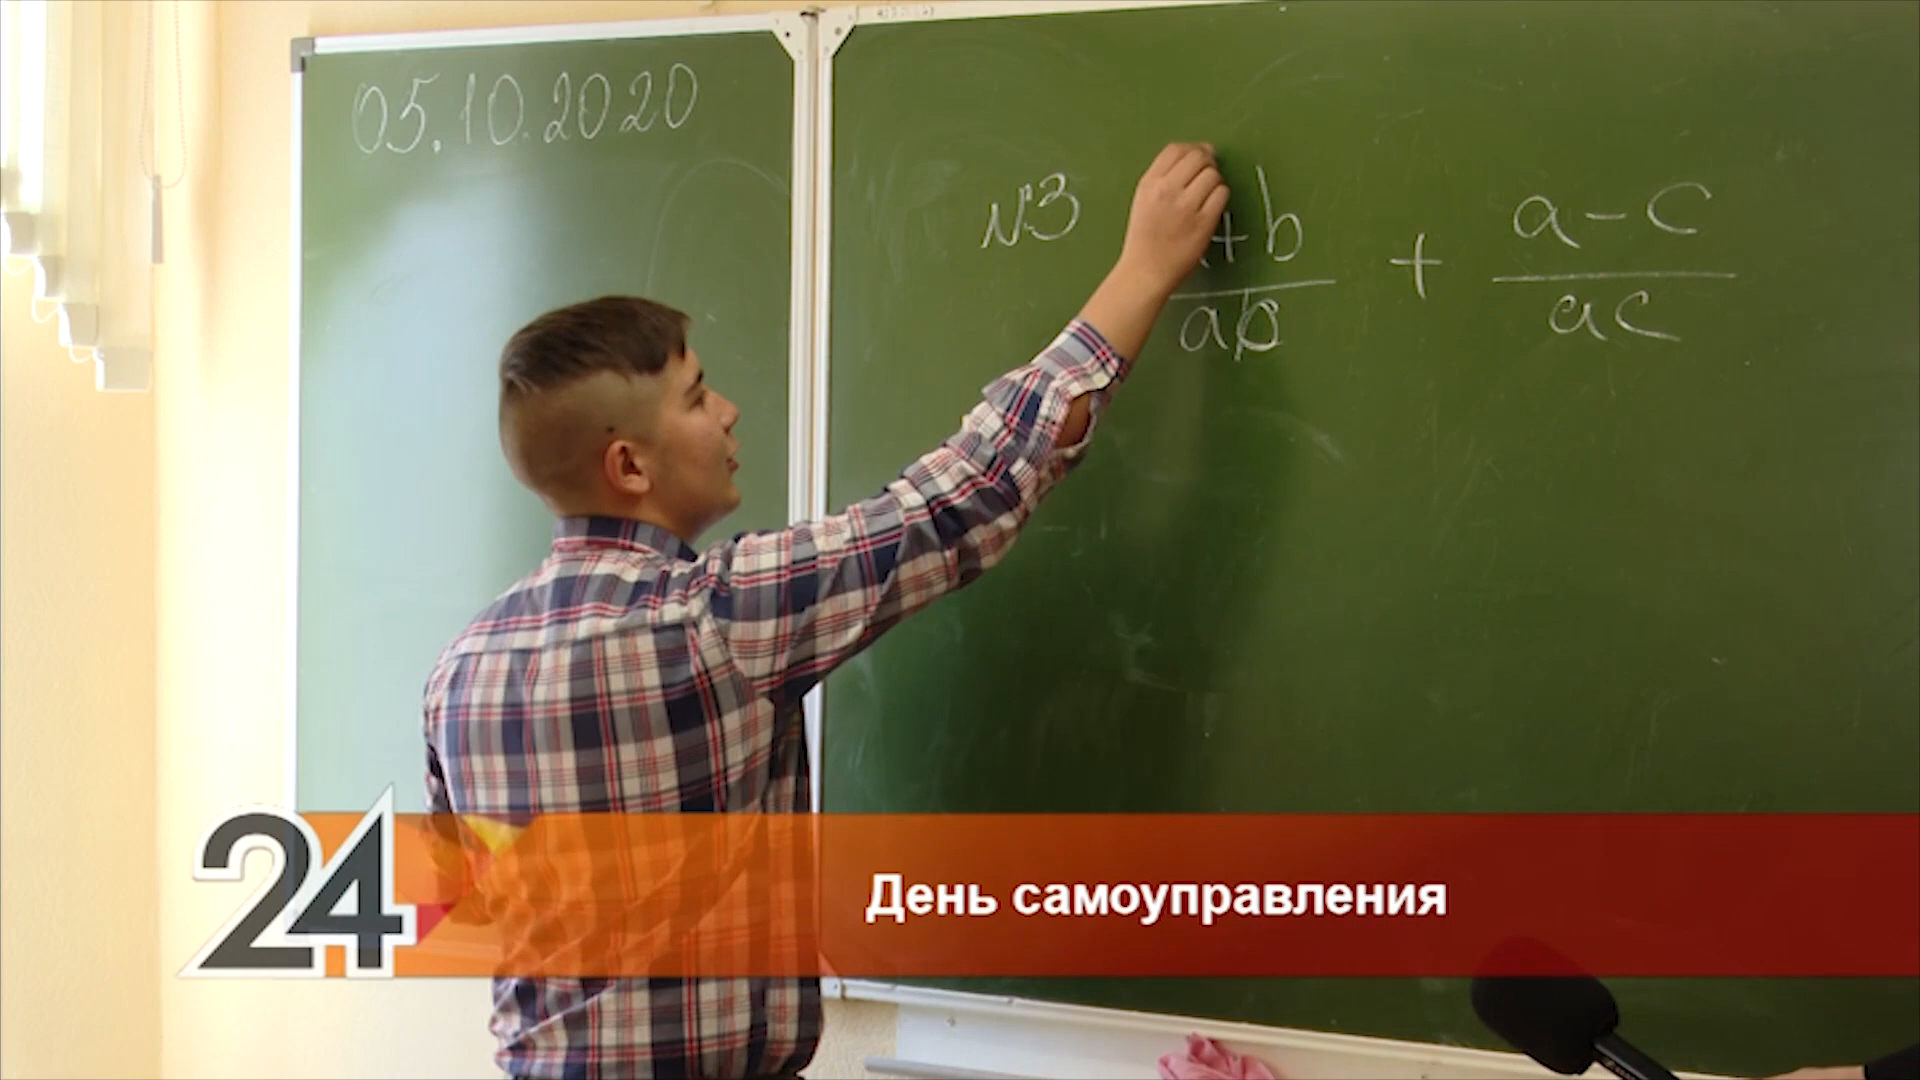 05.10.2020
№3 + b + a - c
ab ac
24
День самоуправления